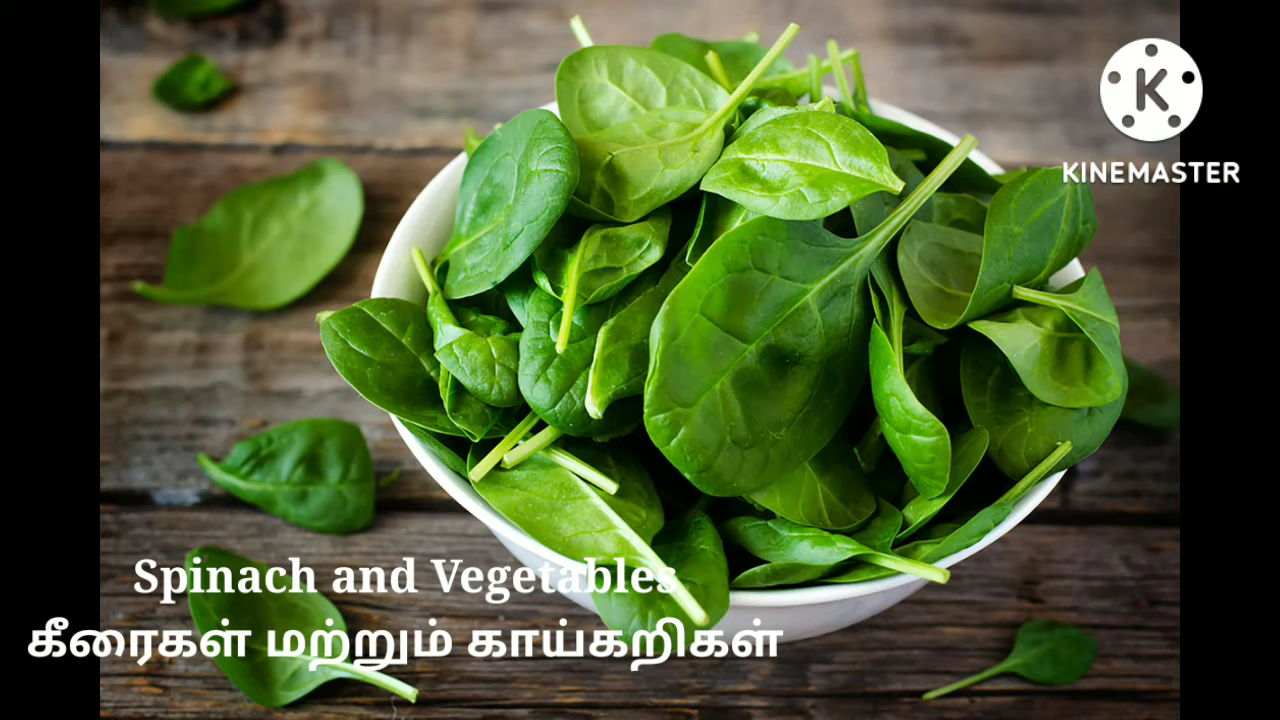 K
KINEMASTER
Spinach and Vegetables
கீரைகள் மற்றும் காய்கறிகள்